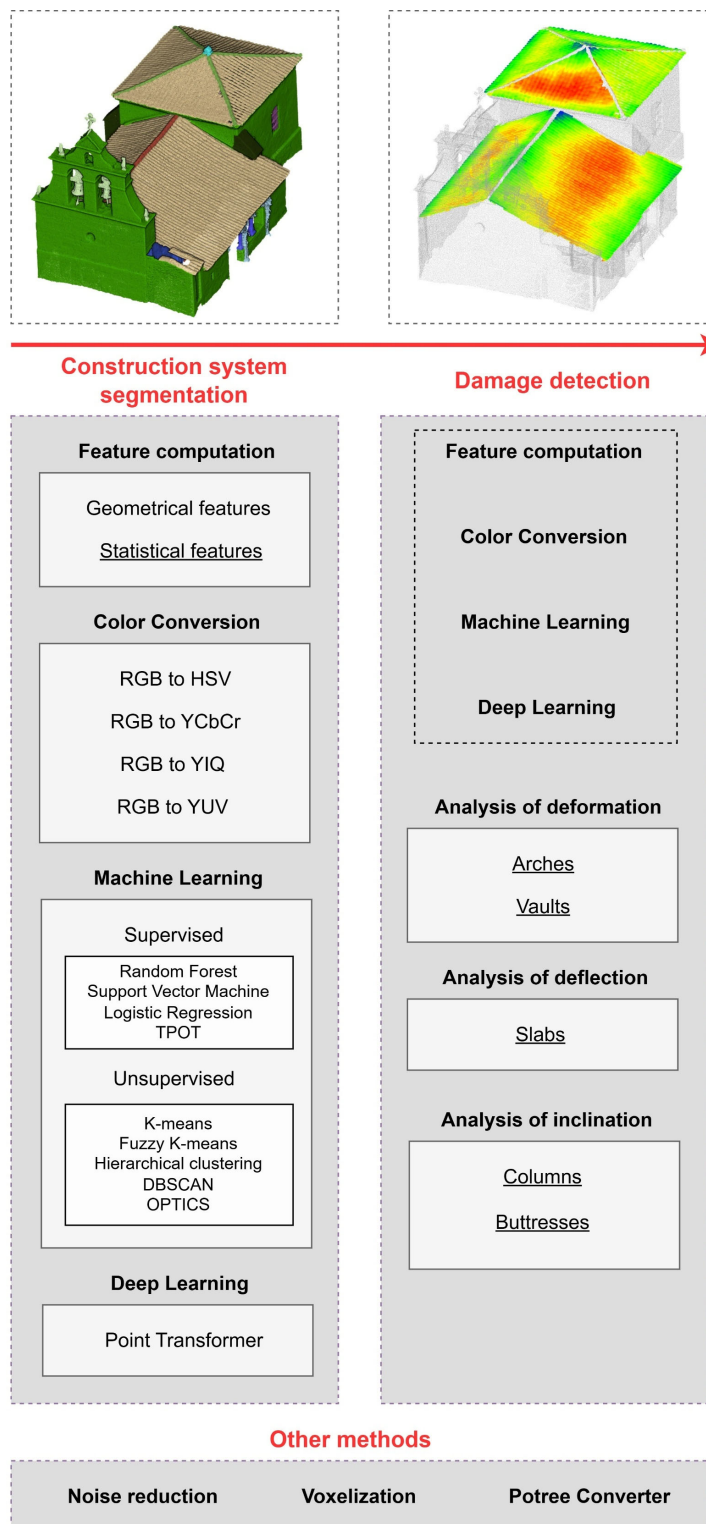 Construction system
segmentation
Feature computation
Geometrical features
Statistical features
Color Conversion
RGB to HSV
RGB to YCbCr
RGB to YIQ
RGB to YUV
Machine Learning
Supervised
Random Forest
Support Vector Machine
Logistic Regression
TPOT
Unsupervised
K-means
Fuzzy K-means
Hierarchical clustering
DBSCAN
OPTICS
Deep Learning
Point Transformer
Damage detection
Feature computation
Color Conversion
Machine Learning
Deep Learning
Analysis of deformation
Arches
Vaults
Analysis of deflection
Slabs
Analysis of inclination
Columns
Buttresses
Other methods
Noise reduction
Voxelization
Potree Converter